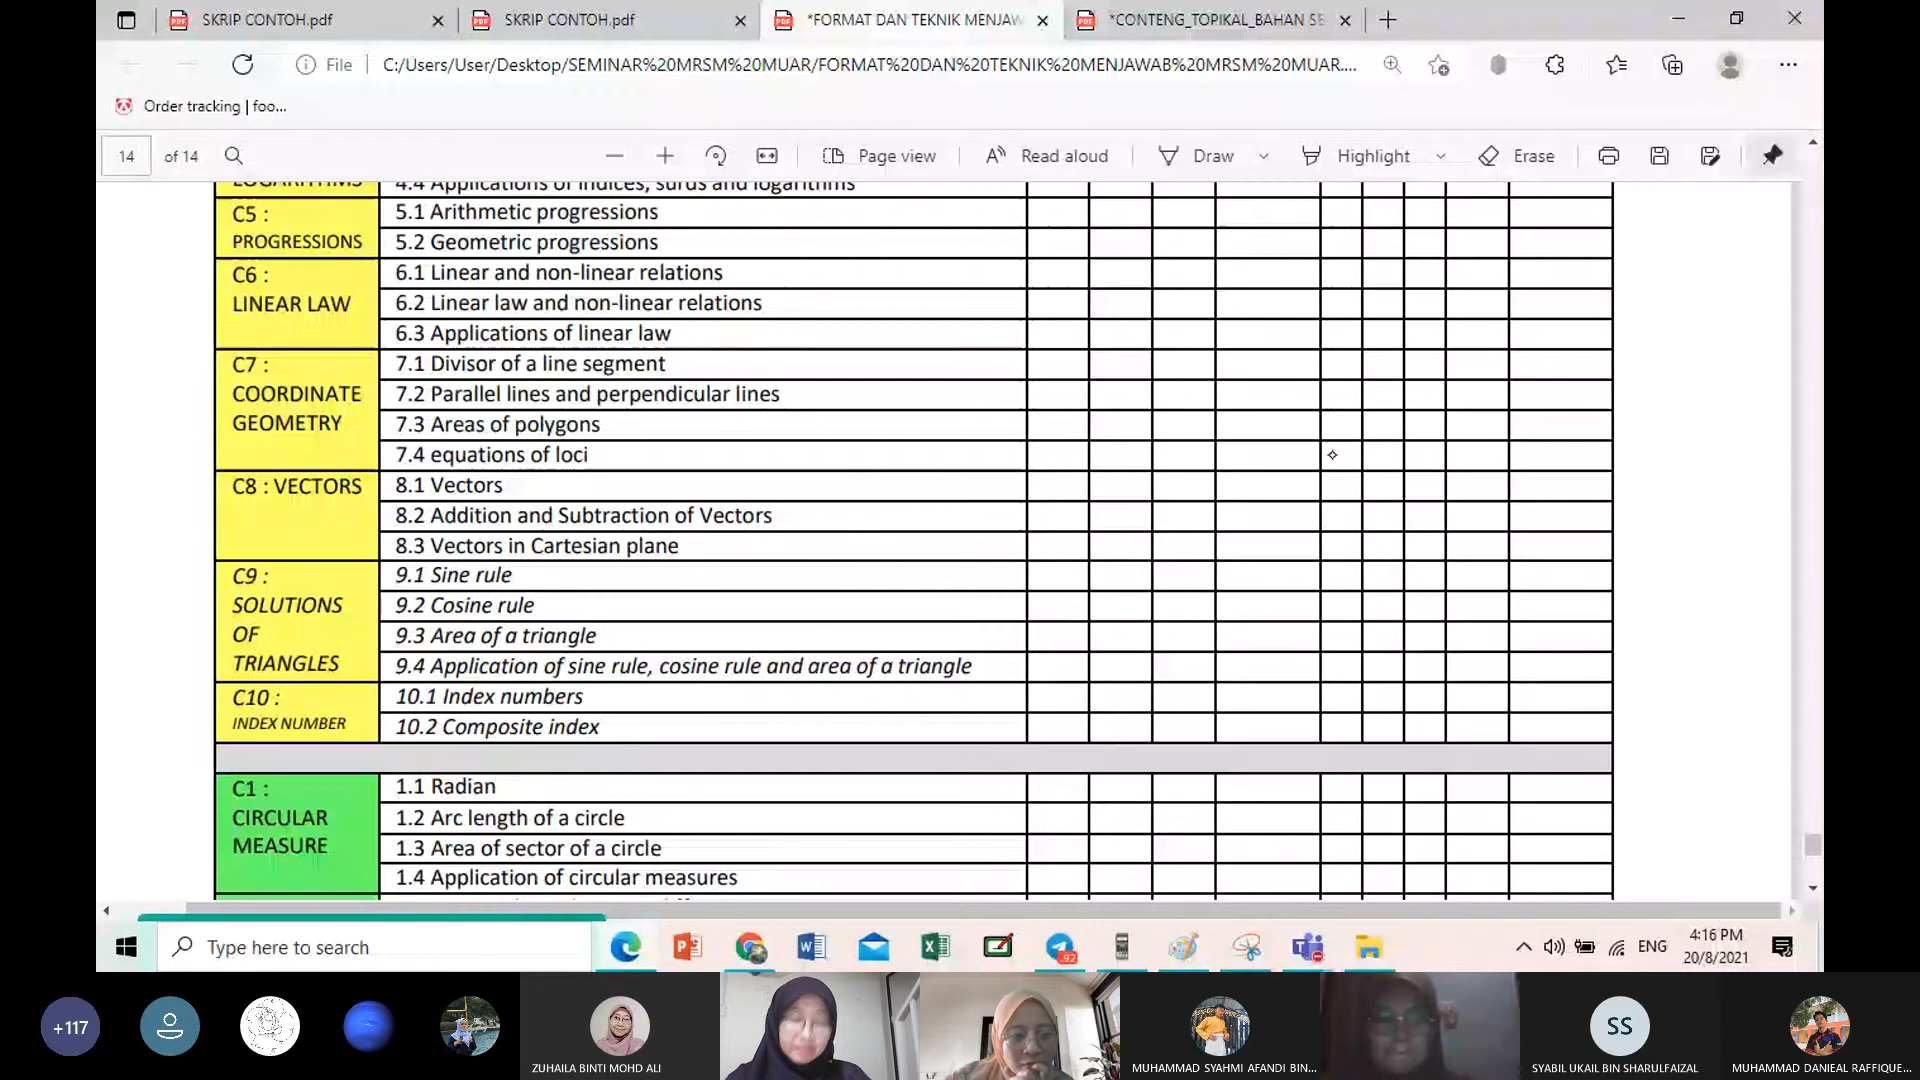 SKRIP CONTOH.pdf
SKRIP CONTOH.pdf
*FORMAT DAN TEKNIK MENJAW
*CONTENG_TOPIKAL_BAHAN SE
File
C:/Users/User/Desktop/SEMINAR%20MRSM%20MUAR/FORMAT%20DAN%20TEKNIK%20MENJAWAB%20MRSM%20MUAR....
Order tracking | foo...
14 of 14
Page view
Read aloud
Draw
Highlight
Erase
LOGARITHMS
4.4 Applications of indices, surds and logarithms
C5 :
PROGRESSIONS
5.1 Arithmetic progressions
5.2 Geometric progressions
C6 :
LINEAR LAW
6.1 Linear and non-linear relations
6.2 Linear law and non-linear relations
6.3 Applications of linear law
C7 :
COORDINATE
GEOMETRY
7.1 Divisor of a line segment
7.2 Parallel lines and perpendicular lines
7.3 Areas of polygons
7.4 equations of loci
C8 : VECTORS
8.1 Vectors
8.2 Addition and Subtraction of Vectors
8.3 Vectors in Cartesian plane
C9 :
SOLUTIONS
OF
TRIANGLES
9.1 Sine rule
9.2 Cosine rule
9.3 Area of a triangle
9.4 Application of sine rule, cosine rule and area of a triangle
C10 :
INDEX NUMBER
10.1 Index numbers
10.2 Composite index
C1 :
CIRCULAR
MEASURE
1.1 Radian
1.2 Arc length of a circle
1.3 Area of sector of a circle
1.4 Application of circular measures
Type here to search
92
ENG
4:16 PM
20/8/2021
+117
ZUHAILA BINTI MOHD ALI
MUHAMMAD SYAHMI AFANDI BIN...
SS
SYABIL UKAIL BIN SHARULFAIZAL
MUHAMMAD DANIEAL RAFFIQUE...